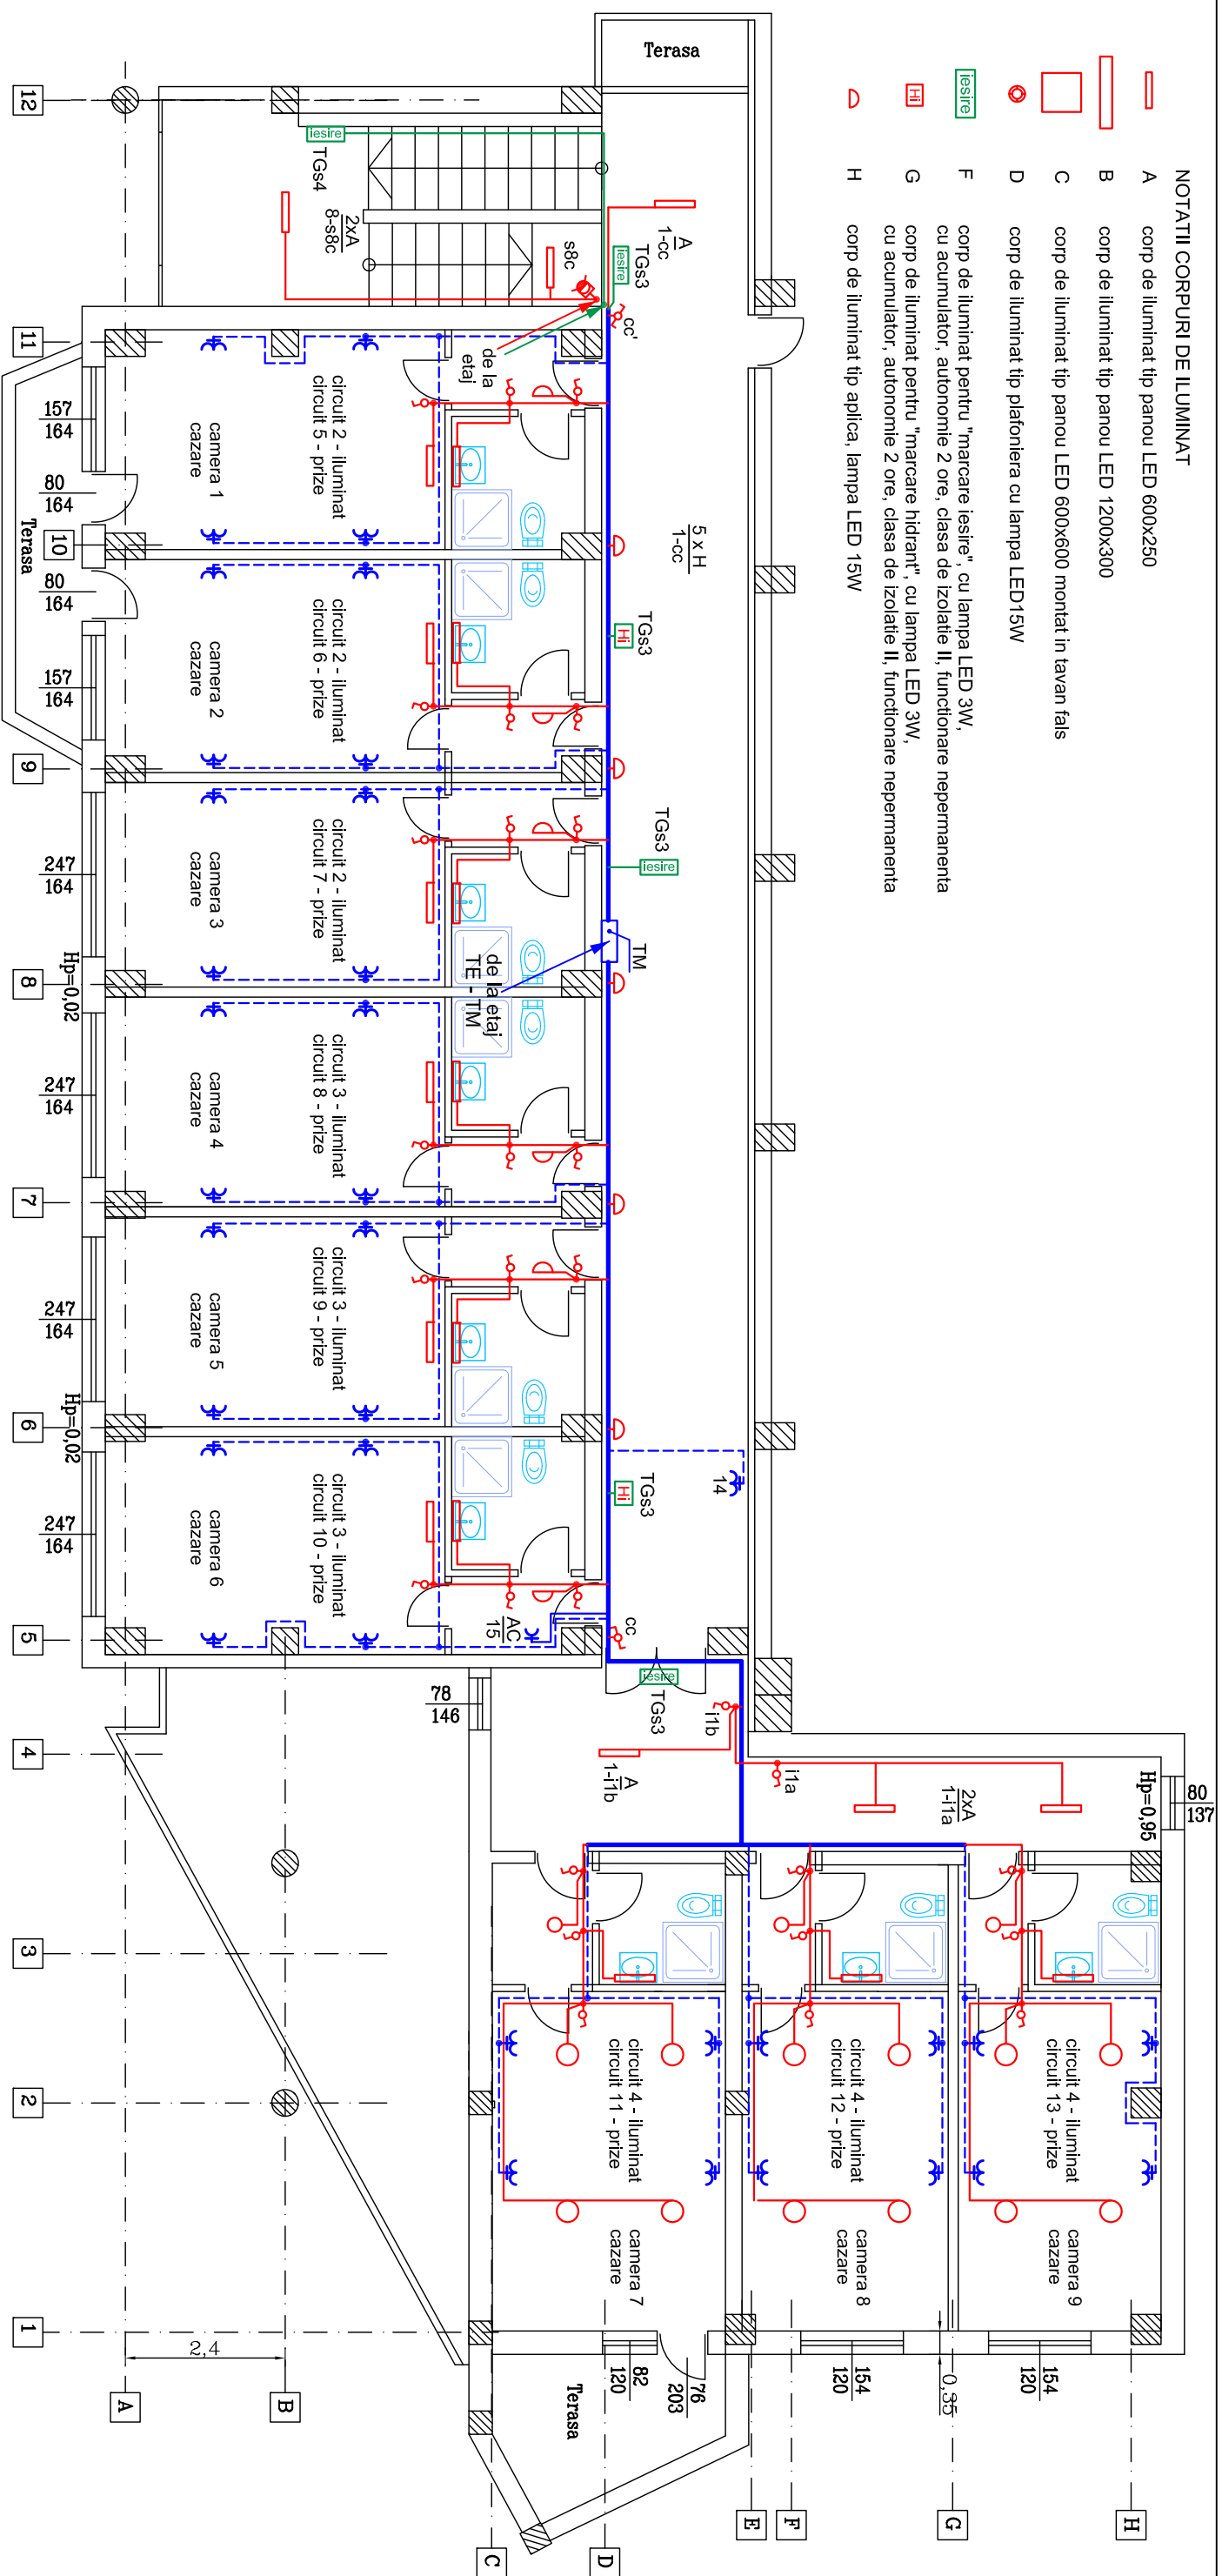 NOTATII CORPURI DE ILUMINAT
A corp de iluminat tip panou LED 600x250
B corp de iluminat tip panou LED 1200x300
C corp de iluminat tip panou LED 600x600 montat in tavan fals
D corp de iluminat tip plafoniera cu lampa LED15W
iesire F corp de iluminat pentru "marcare iesire", cu lampa LED 3W,
cu acumulator, autonomie 2 ore, clasa de izolatie II, functionare nepermanenta
Hi G corp de iluminat pentru "marcare hidrant", cu lampa LED 3W,
cu acumulator, autonomie 2 ore, clasa de izolatie II, functionare nepermanenta
H corp de iluminat tip aplica, lampa LED 15W
Terasa
A
1-cc
TGs3
iesire
cc'
iesire
TGs4
2xA
8-s8c
s8c
de la
etaj
5 x H
1-cc
TGs3
Hi
TGs3
iesire
TM
de la etaj
TE - TM
14
TGs3
Hi
cc
AC
15
iesire
TGs3
i1b
A
1-i1b
i1a
2xA
1-i1a
Hp=0,95
80
137
circuit 2 - iluminat
circuit 5 - prize
camera 1
cazare
circuit 2 - iluminat
circuit 6 - prize
camera 2
cazare
circuit 2 - iluminat
circuit 7 - prize
camera 3
cazare
circuit 3 - iluminat
circuit 8 - prize
camera 4
cazare
circuit 3 - iluminat
circuit 9 - prize
camera 5
cazare
circuit 3 - iluminat
circuit 10 - prize
camera 6
cazare
circuit 4 - iluminat
circuit 13 - prize
camera 9
cazare
circuit 4 - iluminat
circuit 12 - prize
camera 8
cazare
circuit 4 - iluminat
circuit 11 - prize
camera 7
cazare
157
164
80
164
Terasa
80
164
157
164
247
164
Hp=0,02
247
164
247
164
Hp=0,02
247
164
78
146
154
120
0,35
154
120
76
203
82
120
Terasa
2,4
12
11
10
9
8
7
6
5
4
3
2
1
A
B
C
D
E
F
G
H